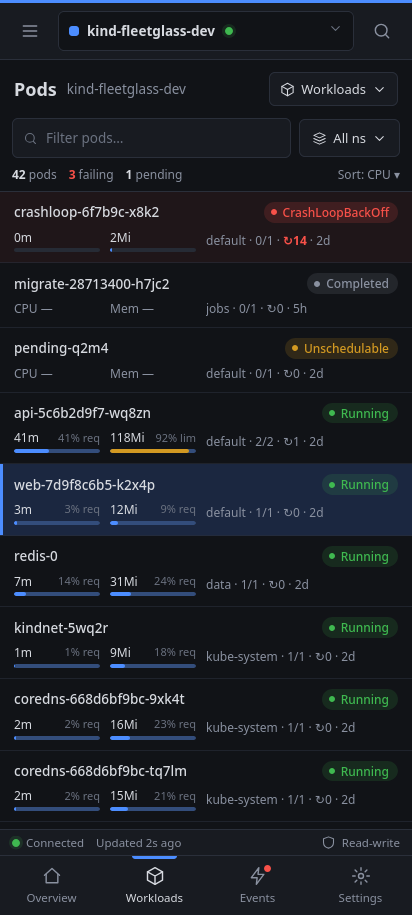 kind-fleetglass-dev
Pods kind-fleetglass-dev Workloads
Filter pods… All ns
42 pods 3 failing 1 pending Sort: CPU ▾
crashloop-6f7b9c-x8k2 CrashLoopBackOff
0m 2Mi default · 0/1 · ↻14 · 2d
migrate-28713400-h7jc2 Completed
CPU — Mem — jobs · 0/1 · ↻0 · 5h
pending-q2m4 Unschedulable
CPU — Mem — default · 0/1 · ↻0 · 2d
api-5c6b2d9f7-wq8zn Running
41m 41% req 118Mi 92% lim default · 2/2 · ↻1 · 2d
web-7d9f8c6b5-k2x4p Running
3m 3% req 12Mi 9% req default · 1/1 · ↻0 · 2d
redis-0 Running
7m 14% req 31Mi 24% req data · 1/1 · ↻0 · 2d
kindnet-5wq2r Running
1m 1% req 9Mi 18% req kube-system · 1/1 · ↻0 · 2d
coredns-668d6bf9bc-9xk4t Running
2m 2% req 16Mi 23% req kube-system · 1/1 · ↻0 · 2d
coredns-668d6bf9bc-tq7lm Running
2m 2% req 15Mi 21% req kube-system · 1/1 · ↻0 · 2d
Connected Updated 2s ago Read-write
Overview Workloads Events Settings